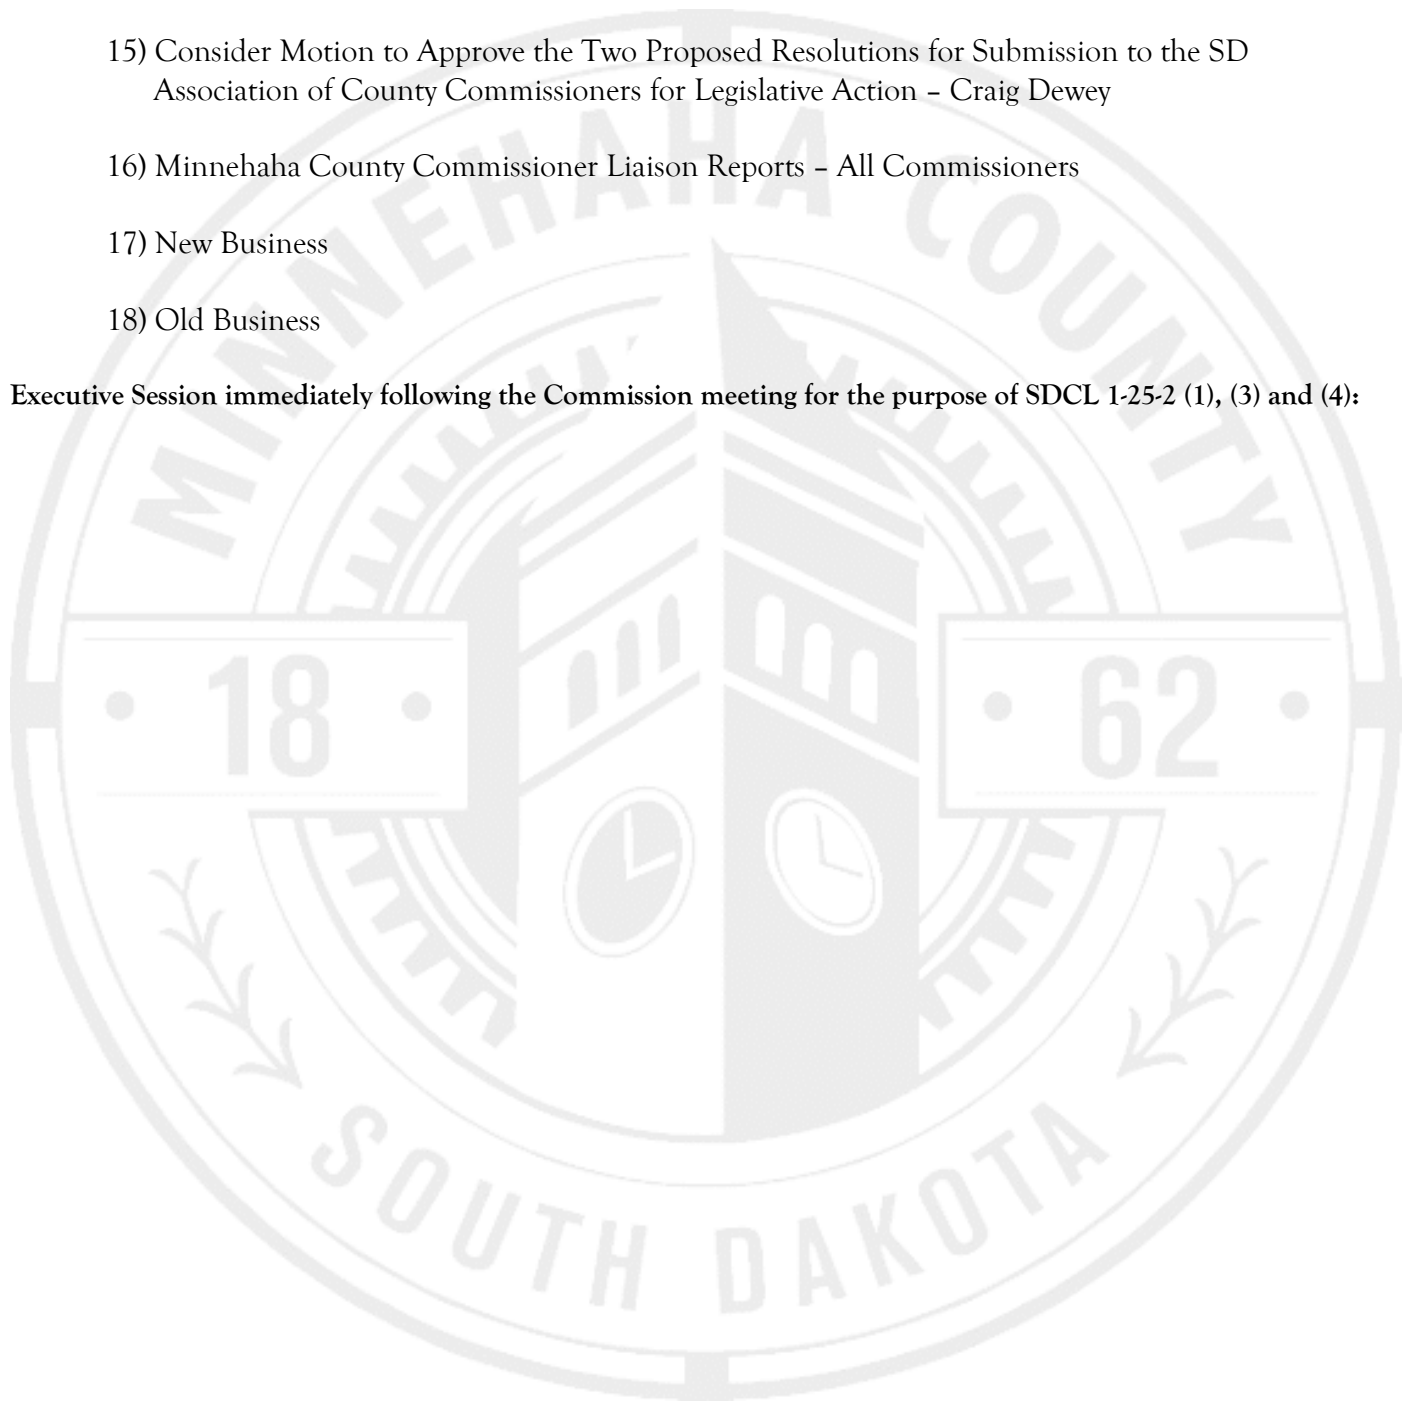 15) Consider Motion to Approve the Two Proposed Resolutions for Submission to the SD
Association of County Commissioners for Legislative Action – Craig Dewey
16) Minnehaha County Commissioner Liaison Reports – All Commissioners
17) New Business
18) Old Business
Executive Session immediately following the Commission meeting for the purpose of SDCL 1-25-2 (1), (3) and (4):
MINNEHAHA COUNTY
18 62
SOUTH DAKOTA